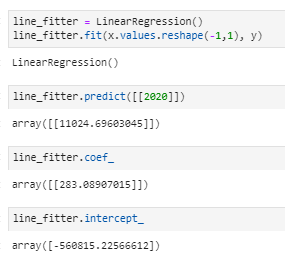 line_fitter = LinearRegression()
line_fitter.fit(x.values.reshape(-1,1), y)
LinearRegression()
line_fitter.predict([[2020]])
array([[11024.69603045]])
line_fitter.coef_
array([[283.08907015]])
line_fitter.intercept_
array([-560815.22566612])